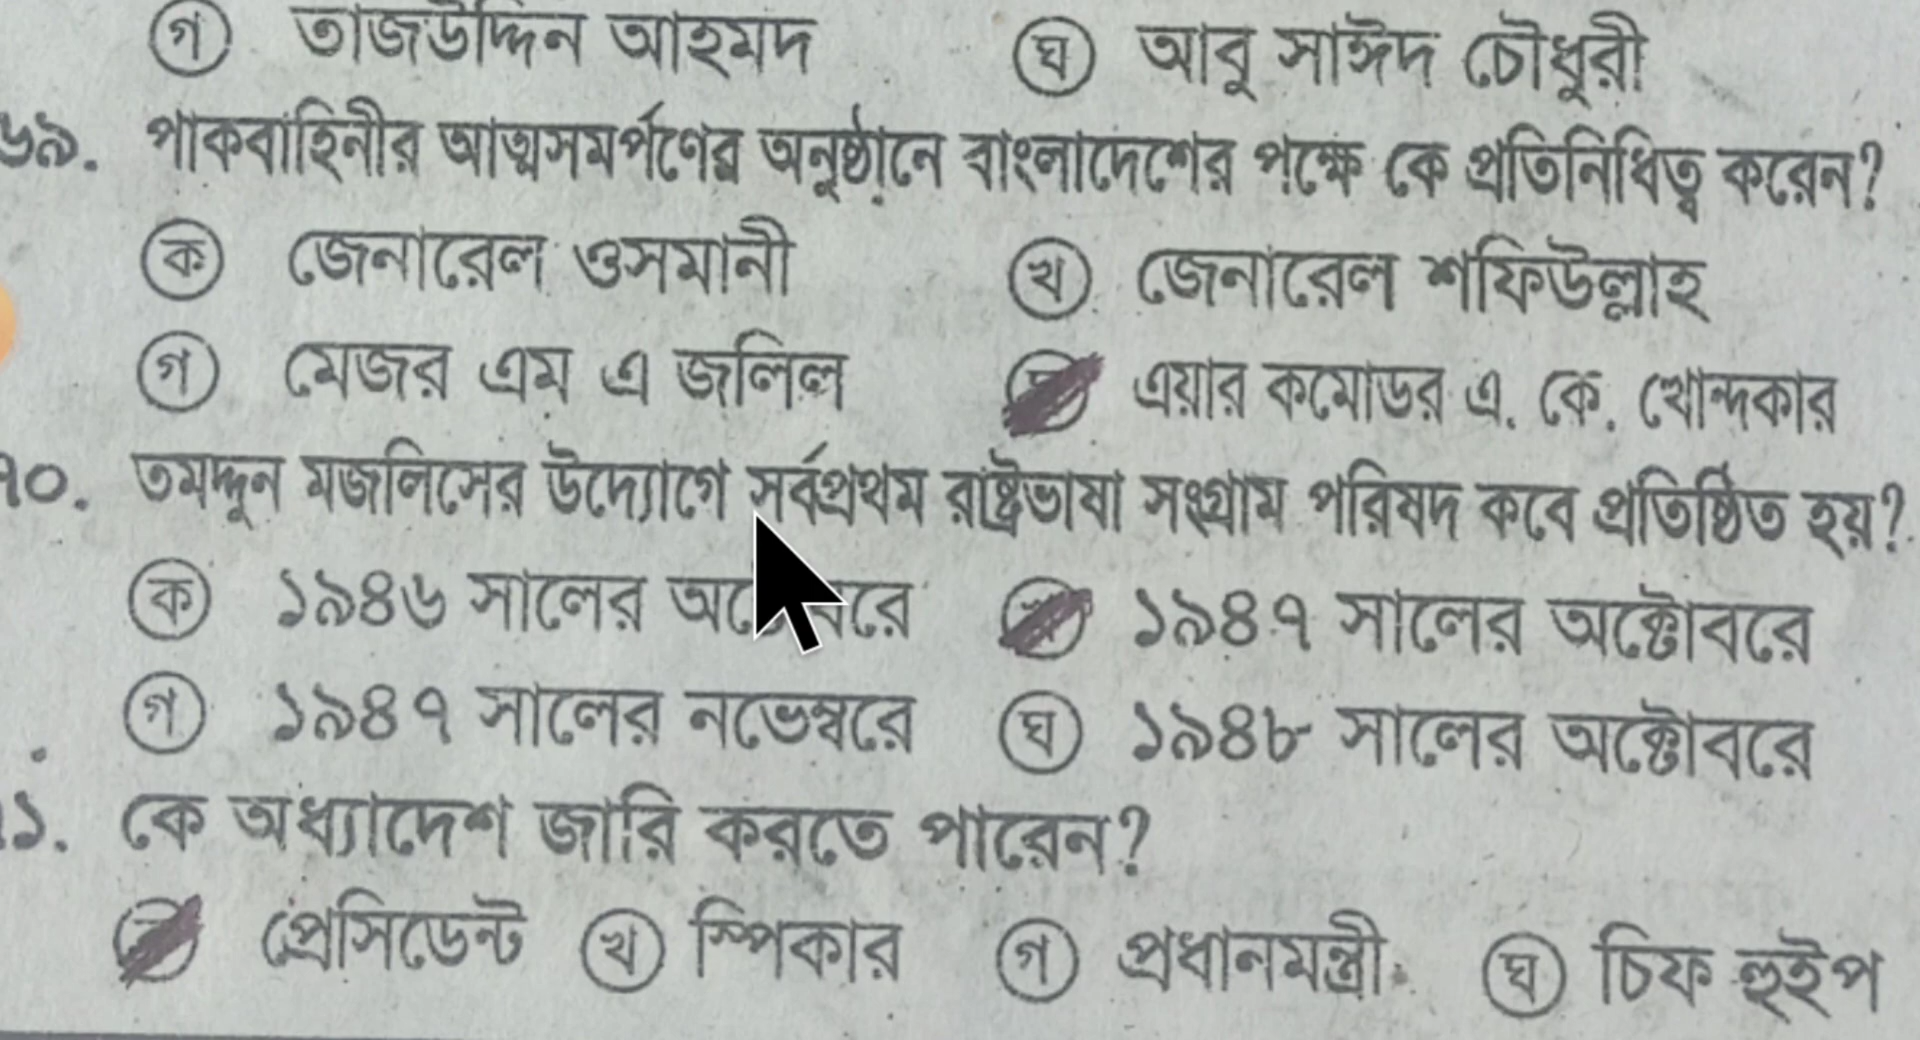 গ তাজউদ্দিন আহমদ ঘ আবু সাঈদ চৌধুরী
৬৯. পাকবাহিনীর আত্মসমর্পণের অনুষ্ঠানে বাংলাদেশের পক্ষে কে প্রতিনিধিত্ব করেন?
ক জেনারেল ওসমানী খ জেনারেল শফিউল্লাহ
গ মেজর এম এ জলিল এয়ার কমোডর এ. কে. খোন্দকার
৭০. তমদ্দুন মজলিসের উদ্যোগে সর্বপ্রথম রাষ্ট্রভাষা সংগ্রাম পরিষদ কবে প্রতিষ্ঠিত হয়?
ক ১৯৪৬ সালের ১৯৪৭ সালের অক্টোবরে
গ ১৯৪৭ সালের নভেম্বরে ঘ ১৯৪৮ সালের অক্টোবরে
১. কে অধ্যাদেশ জারি করতে পারেন?
প্রেসিডেন্ট খ স্পিকার গ প্রধানমন্ত্রী ঘ চিফ হুইপ